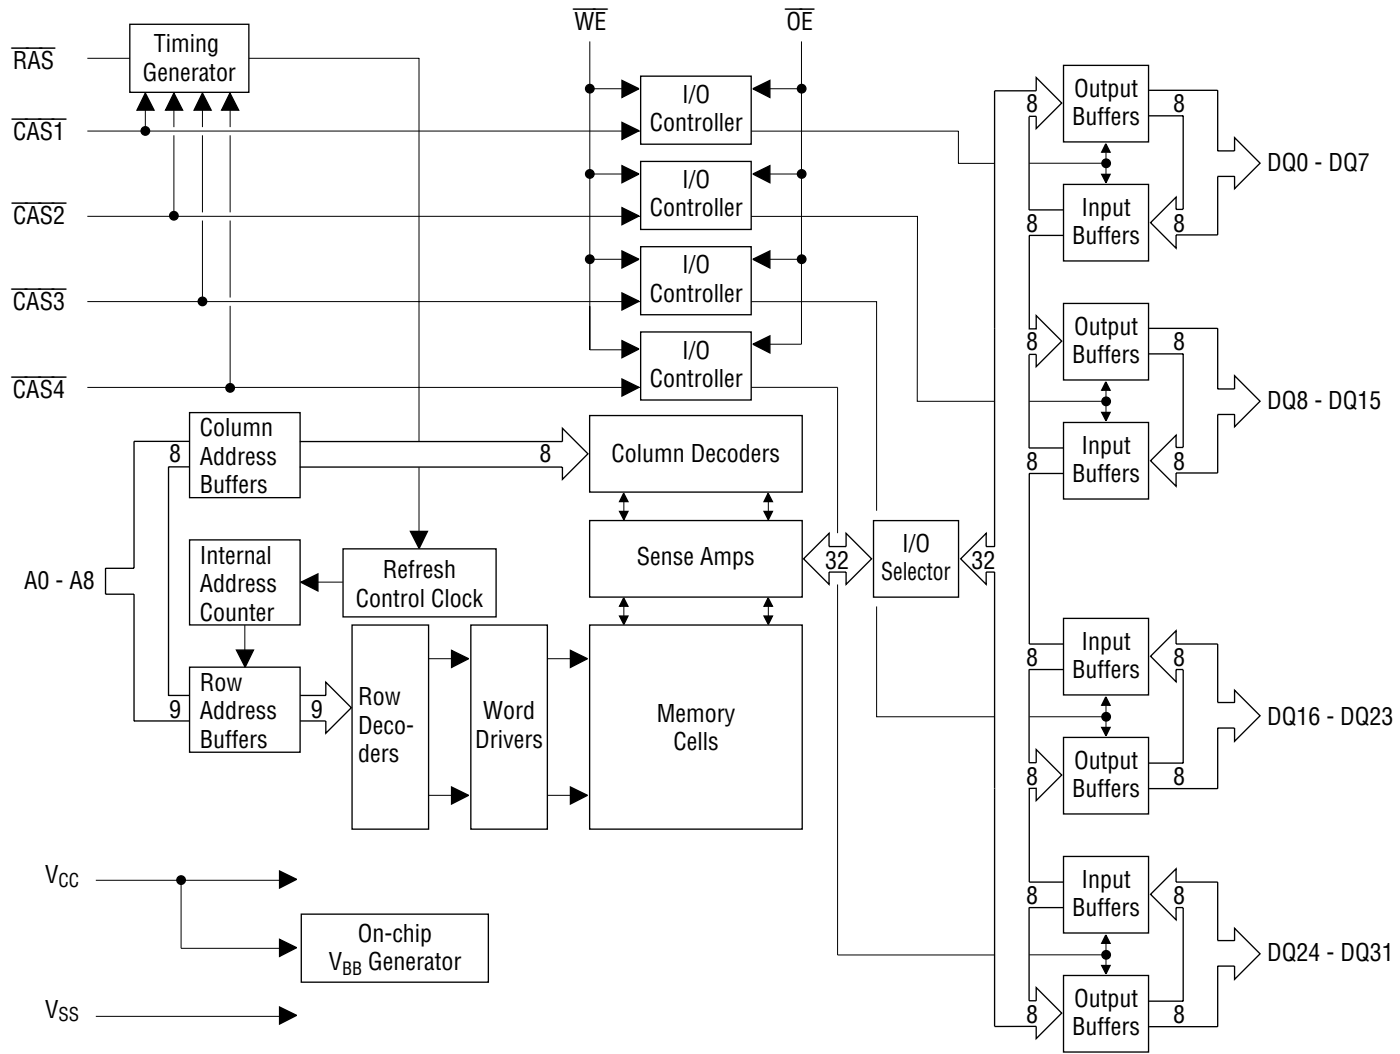 WE
OE
RAS
Timing
Generator
CAS1
I/O
Controller
8
Output
Buffers
8
DQ0 - DQ7
CAS2
I/O
Controller
8
Input
Buffers
8
CAS3
I/O
Controller
8
Output
Buffers
8
DQ8 - DQ15
CAS4
I/O
Controller
8
Input
Buffers
8
8
Column
Address
Buffers
8
Column Decoders
A0 - A8
Internal
Address
Counter
Refresh
Control Clock
Sense Amps
32
I/O
Selector
32
9
Row
Address
Buffers
9
Row
Deco-
ders
Word
Drivers
Memory
Cells
8
Input
Buffers
8
DQ16 - DQ23
8
Output
Buffers
8
VCC
On-chip
VBB Generator
VSS
8
Input
Buffers
8
DQ24 - DQ31
8
Output
Buffers
8